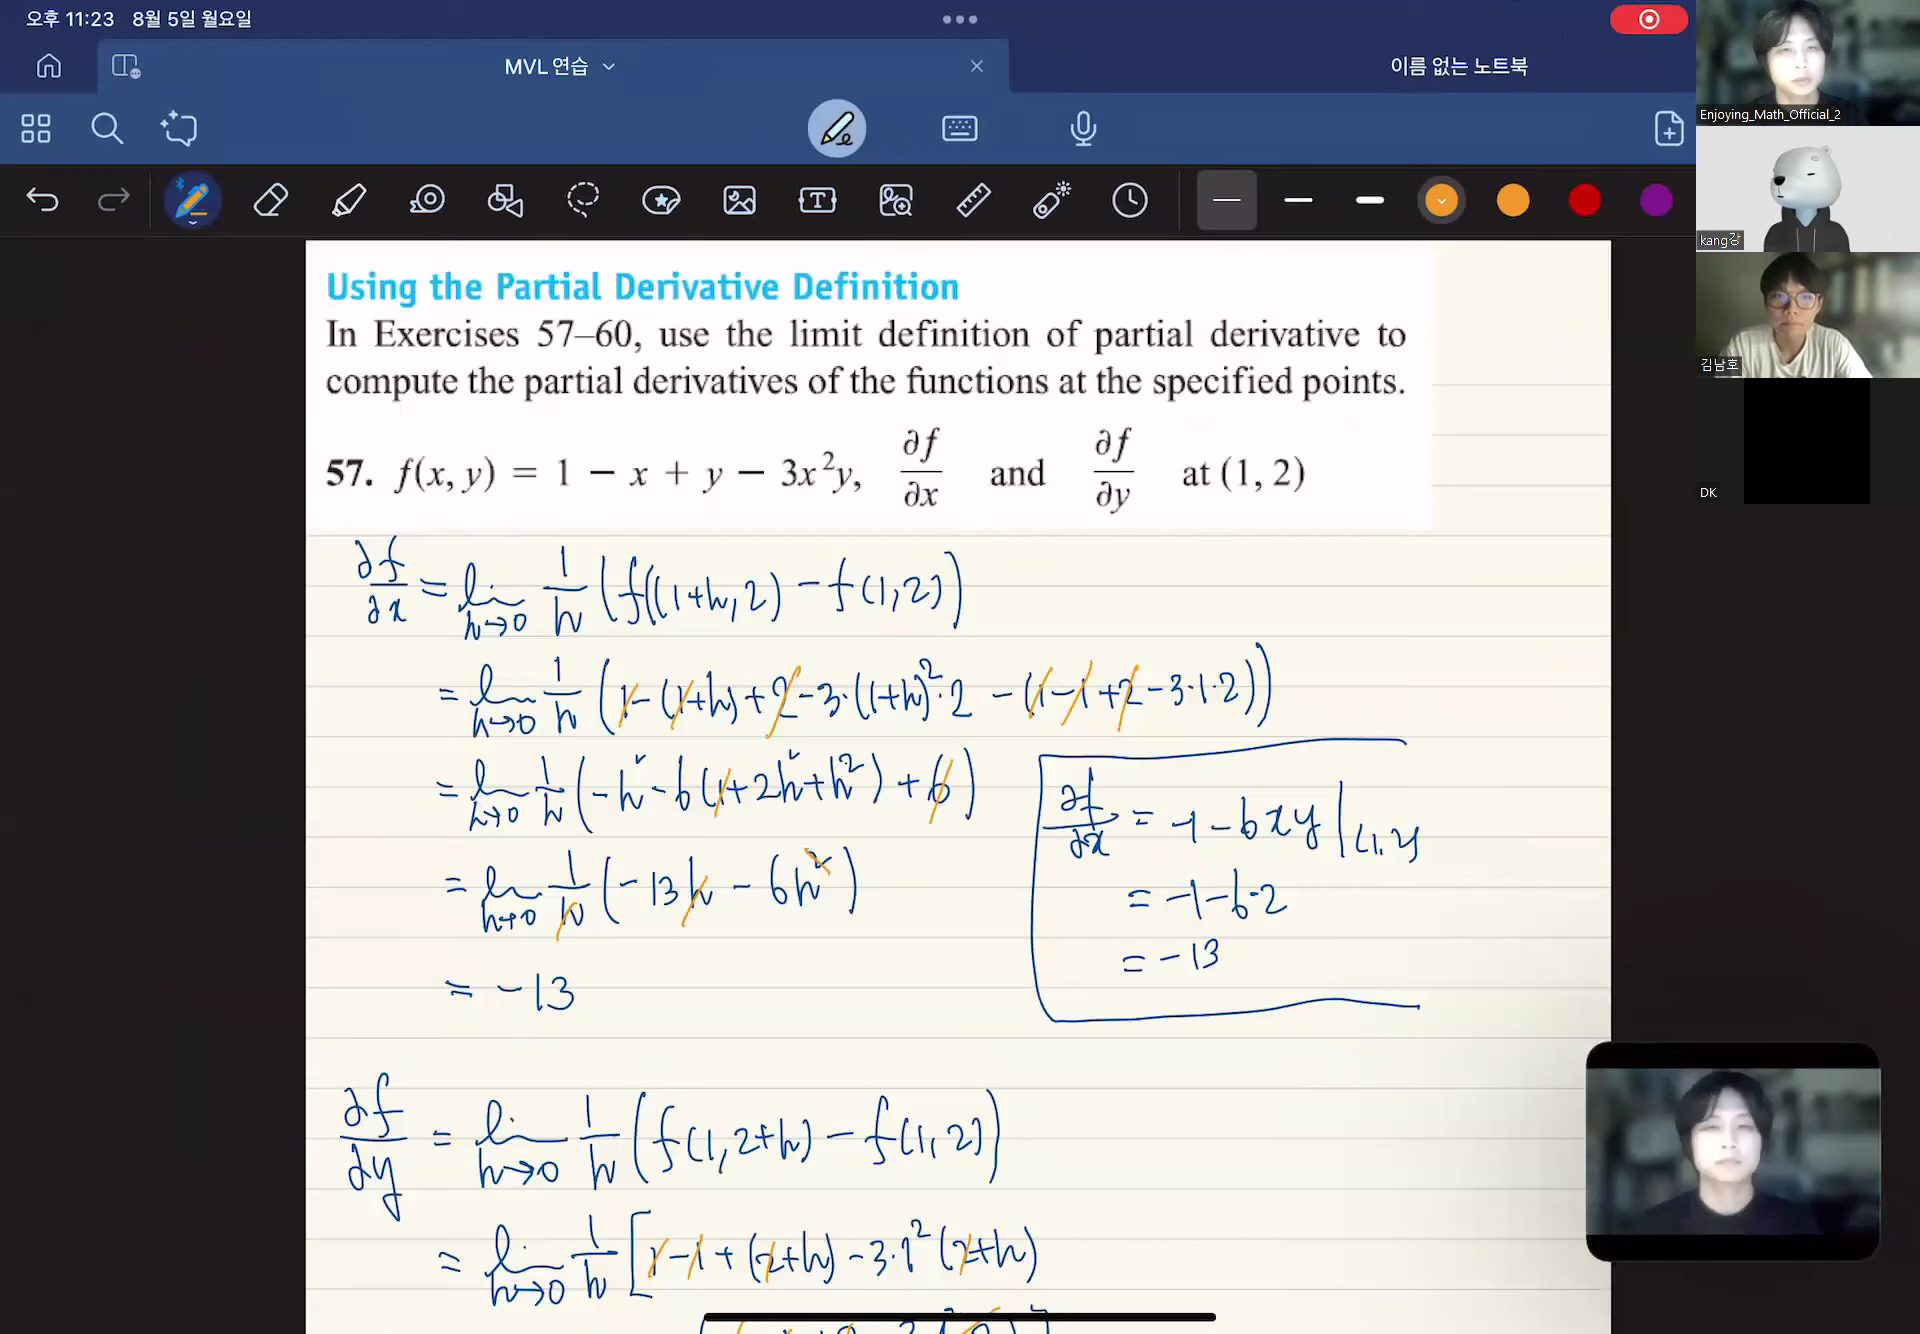 오후 11:23 8월 5일 월요일
MVL 연습
이름 없는 노트북
Enjoying_Math_Official_2
kang강
김남호
DK
Using the Partial Derivative Definition
In Exercises 57–60, use the limit definition of partial derivative to
compute the partial derivatives of the functions at the specified points.
57. f(x, y) = 1 − x + y − 3x²y, ∂f/∂x and ∂f/∂y at (1, 2)
∂f/∂x = lim h→0 1/h (f((1+h, 2) − f(1, 2))
= lim h→0 1/h (1 − (1+h) + 2 − 3·(1+h)²·2 − (1−1+2−3·1·2))
= lim h→0 1/h (−h − 6(1+2h+h²) + 6)
= lim h→0 1/h (−13h − 6h²)
= −13
∂f/∂x = −1 − 6xy |(1,2)
= −1−6·2
= −13
∂f/∂y = lim h→0 1/h (f(1, 2+h) − f(1, 2))
= lim h→0 1/h [1−1 + (2+h) − 3·1²(2+h)